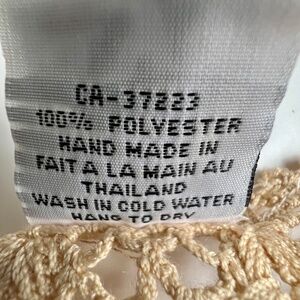 CA-37223
100% POLYESTER
HAND MADE IN
FAIT A LA MAIN AU
THAILAND
WASH IN COLD WATER
HANG TO DRY